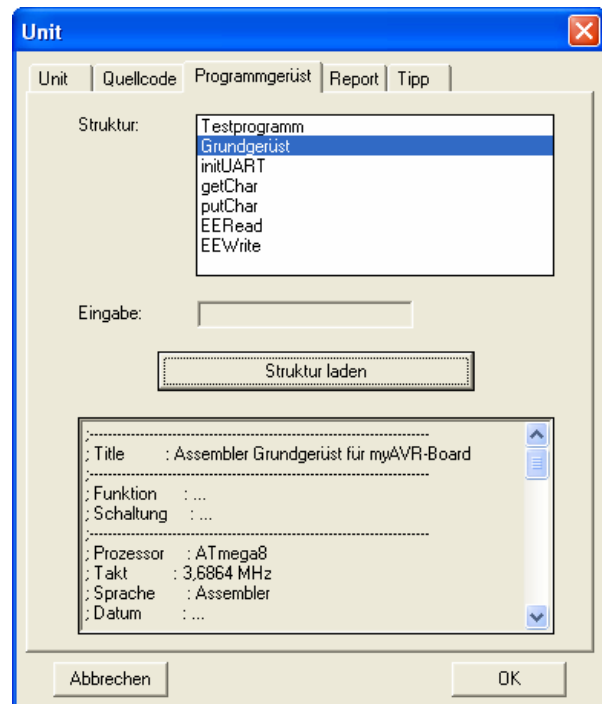 Unit
Unit Quellcode Programmgerüst Report Tipp
Struktur:
Testprogramm
Grundgerüst
initUART
getChar
putChar
EERead
EEWrite
Eingabe:
Struktur laden
;----------------------------------------------------------------------
; Title : Assembler Grundgerüst für myAVR-Board
;----------------------------------------------------------------------
; Funktion : ...
; Schaltung : ...
;----------------------------------------------------------------------
; Prozessor : ATmega8
; Takt : 3,6864 MHz
; Sprache : Assembler
; Datum : ...
Abbrechen OK